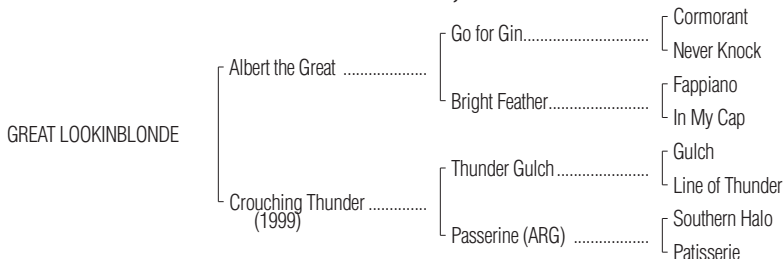 Cormorant
Go for Gin..............................
Never Knock
Albert the Great ....................
Fappiano
Bright Feather........................
In My Cap
GREAT LOOKINBLONDE
Gulch
Thunder Gulch ......................
Line of Thunder
Crouching Thunder ..............
(1999)
Southern Halo
Passerine (ARG) ..................
Patisserie